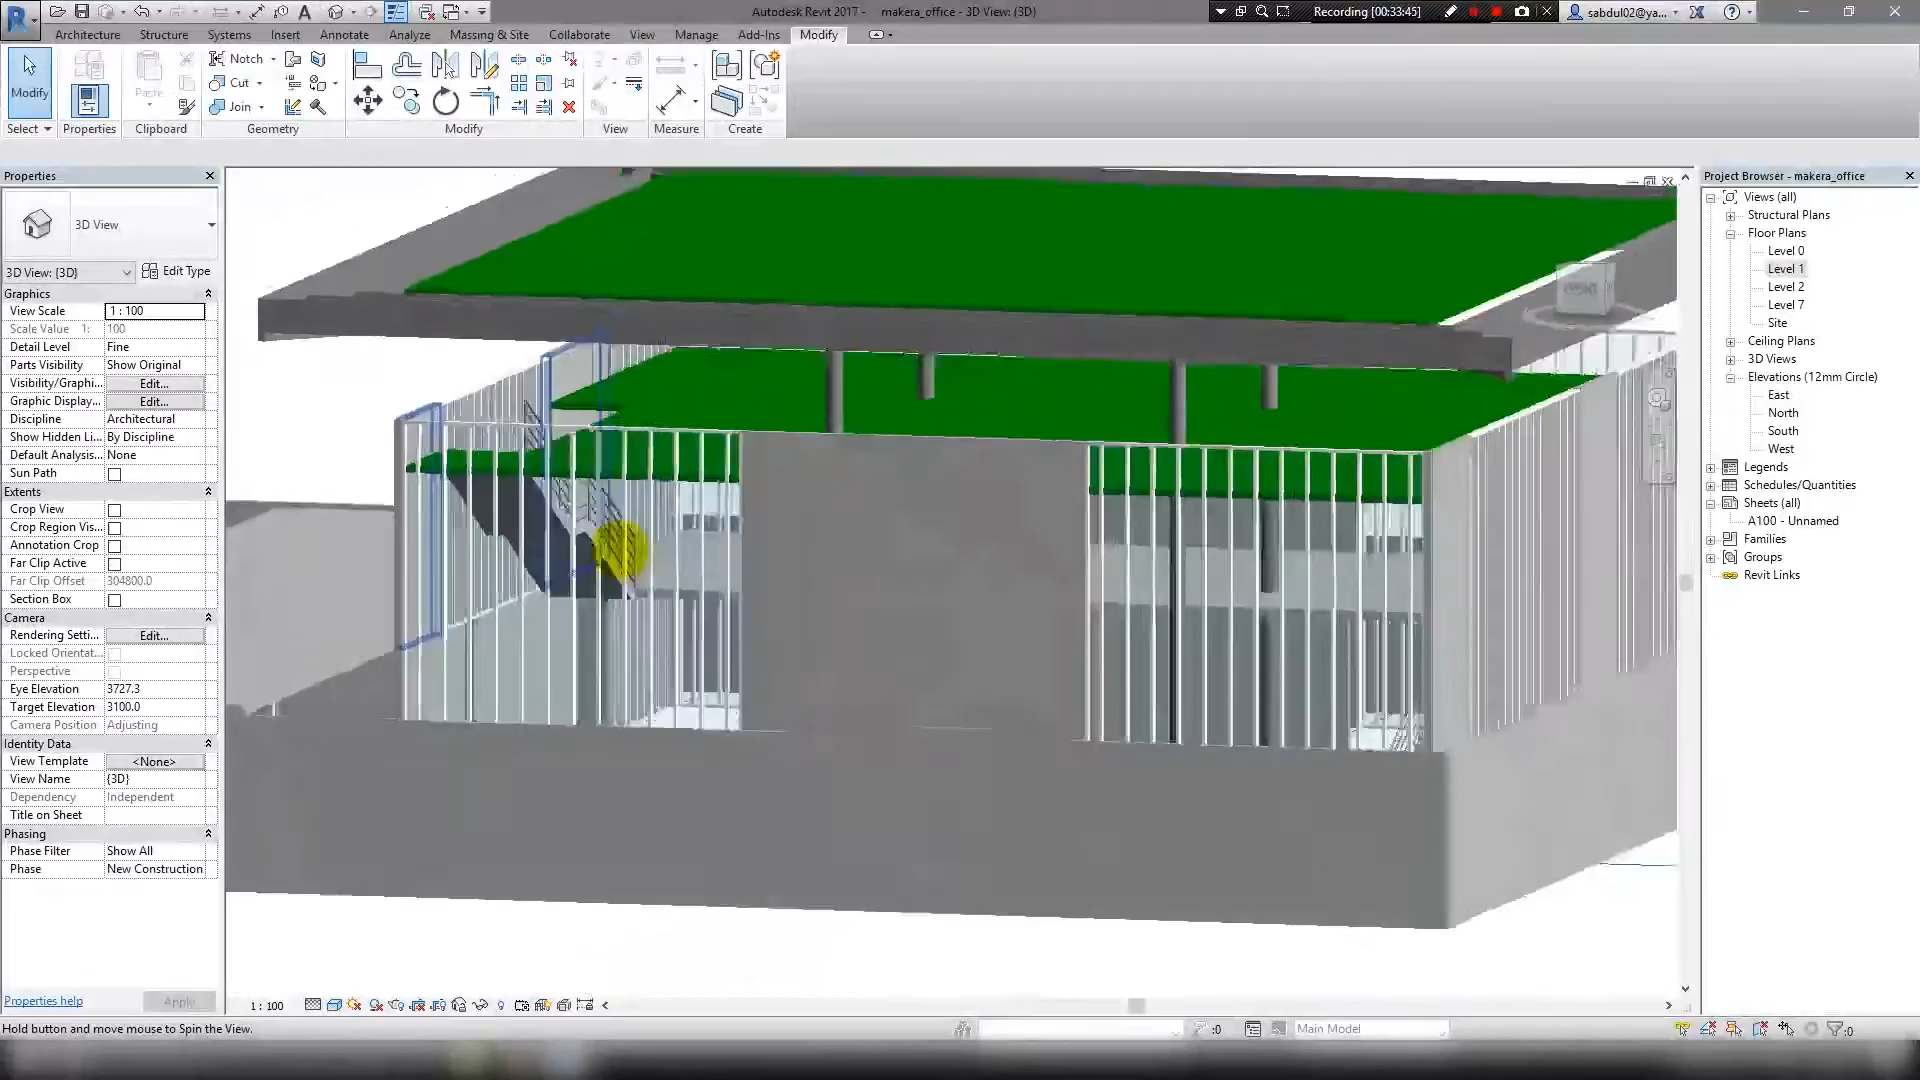 Autodesk Revit 2017 - makera_office - 3D View: {3D}
Recording [00:33:45]
sabdul02@ya...
Architecture Structure Systems Insert Annotate Analyze Massing & Site Collaborate View Manage Add-Ins Modify
Modify
Paste
Notch
Cut
Join
Select Properties Clipboard Geometry Modify View Measure Create
Properties
3D View
3D View: {3D} Edit Type
Graphics
View Scale 1 : 100
Scale Value 1: 100
Detail Level Fine
Parts Visibility Show Original
Visibility/Graphi... Edit...
Graphic Display... Edit...
Discipline Architectural
Show Hidden Li... By Discipline
Default Analysis... None
Sun Path
Extents
Crop View
Crop Region Vis...
Annotation Crop
Far Clip Active
Far Clip Offset 304800.0
Section Box
Camera
Rendering Setti... Edit...
Locked Orientat...
Perspective
Eye Elevation 3727.3
Target Elevation 3100.0
Camera Position Adjusting
Identity Data
View Template <None>
View Name {3D}
Dependency Independent
Title on Sheet
Phasing
Phase Filter Show All
Phase New Construction
Properties help Apply
1 : 100
Project Browser - makera_office
Views (all)
Structural Plans
Floor Plans
Level 0
Level 1
Level 2
Level 7
Site
Ceiling Plans
3D Views
Elevations (12mm Circle)
East
North
South
West
Legends
Schedules/Quantities
Sheets (all)
A100 - Unnamed
Families
Groups
Revit Links
Hold button and move mouse to Spin the View.
:0
Main Model
:0